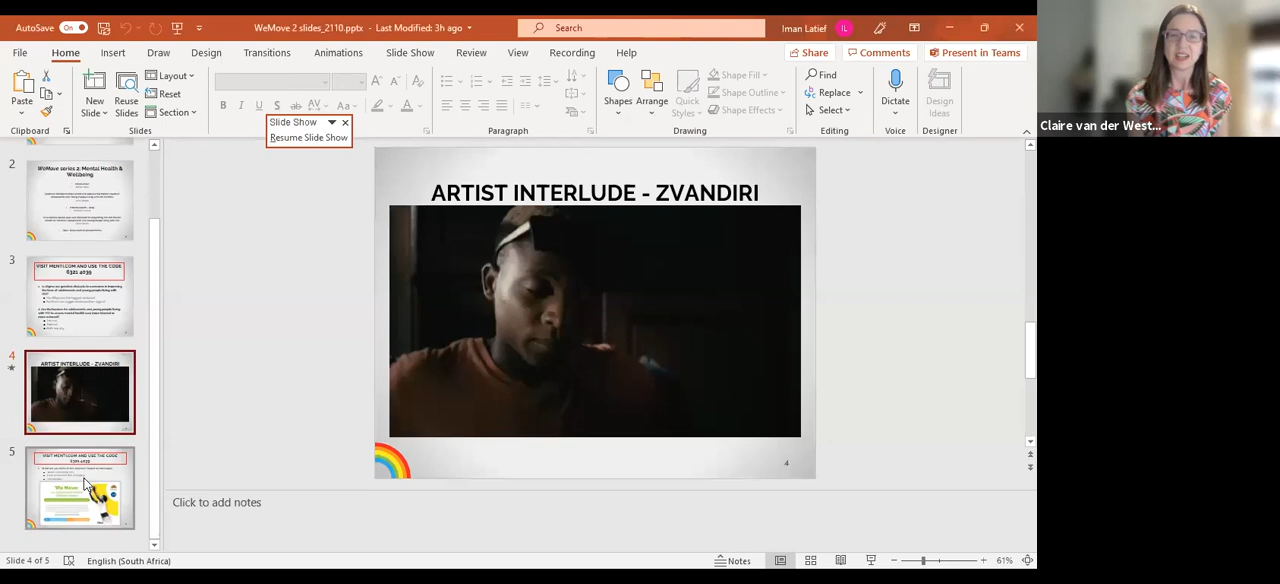 AutoSave
On
WeMove 2 slides_2110.pptx - Last Modified: 3h ago
Search
Iman Latief
IL
File Home Insert Draw Design Transitions Animations Slide Show Review View Recording Help
Share Comments Present in Teams
Paste
Clipboard
New Slides
Reuse Slides
Layout
Reset
Section
Slides
Slide Show
Resume Slide Show
Paragraph
Shapes Arrange Quick Styles
Shape Fill
Shape Outline
Shape Effects
Drawing
Find
Replace
Select
Editing
Dictate
Voice
Design Ideas
Designer
Claire van der West...
2
WeMove series 2: Mental Health & Wellbeing
3
VISIT MENTI.COM AND USE THE CODE
6321 4039
4
ARTIST INTERLUDE - ZVANDIRI
5
VISIT MENTI.COM AND USE THE CODE
We Move
ARTIST INTERLUDE - ZVANDIRI
4
Click to add notes
Slide 4 of 5
English (South Africa)
Notes
61%